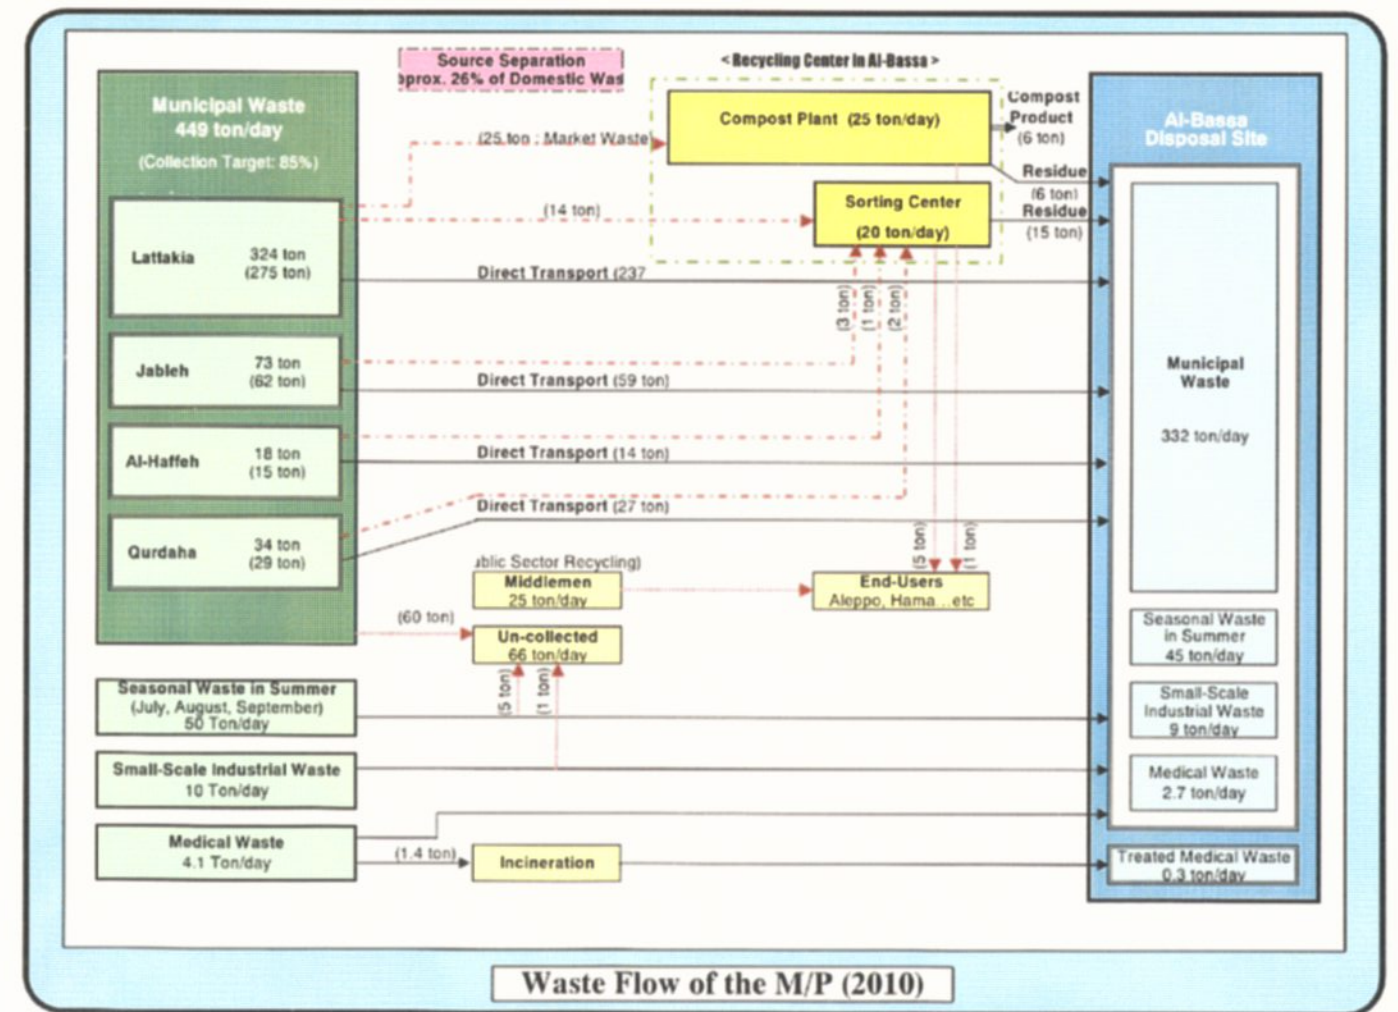 Source Separation
pprox. 26% of Domestic Was
< Recycling Center in Al-Bassa >
Municipal Waste
449 ton/day
(Collection Target: 85%)
Compost Plant (25 ton/day)
Compost
Product
(6 ton)
Al-Bassa
Disposal Site
(25 ton : Market Waste)
Residue
(6 ton)
Sorting Center
(20 ton/day)
(14 ton)
Residue
(15 ton)
Lattakia
324 ton
(275 ton)
Direct Transport (237
(3 ton)
(1 ton)
(2 ton)
Jableh
73 ton
(62 ton)
Direct Transport (59 ton)
Municipal
Waste
332 ton/day
Al-Haffeh
18 ton
(15 ton)
Direct Transport (14 ton)
Direct Transport (27 ton)
Qurdaha
34 ton
(29 ton)
(5 ton)
(1 ton)
ublic Sector Recycling)
Middlemen
25 ton/day
End-Users
Aleppo, Hama ...etc
(60 ton)
Un-collected
66 ton/day
Seasonal Waste
in Summer
45 ton/day
(5 ton)
(1 ton)
Seasonal Waste in Summer
(July, August, September)
50 Ton/day
Small-Scale
Industrial Waste
9 ton/day
Small-Scale Industrial Waste
10 Ton/day
Medical Waste
2.7 ton/day
Medical Waste
4.1 Ton/day
(1.4 ton)
Incineration
Treated Medical Waste
0.3 ton/day
Waste Flow of the M/P (2010)